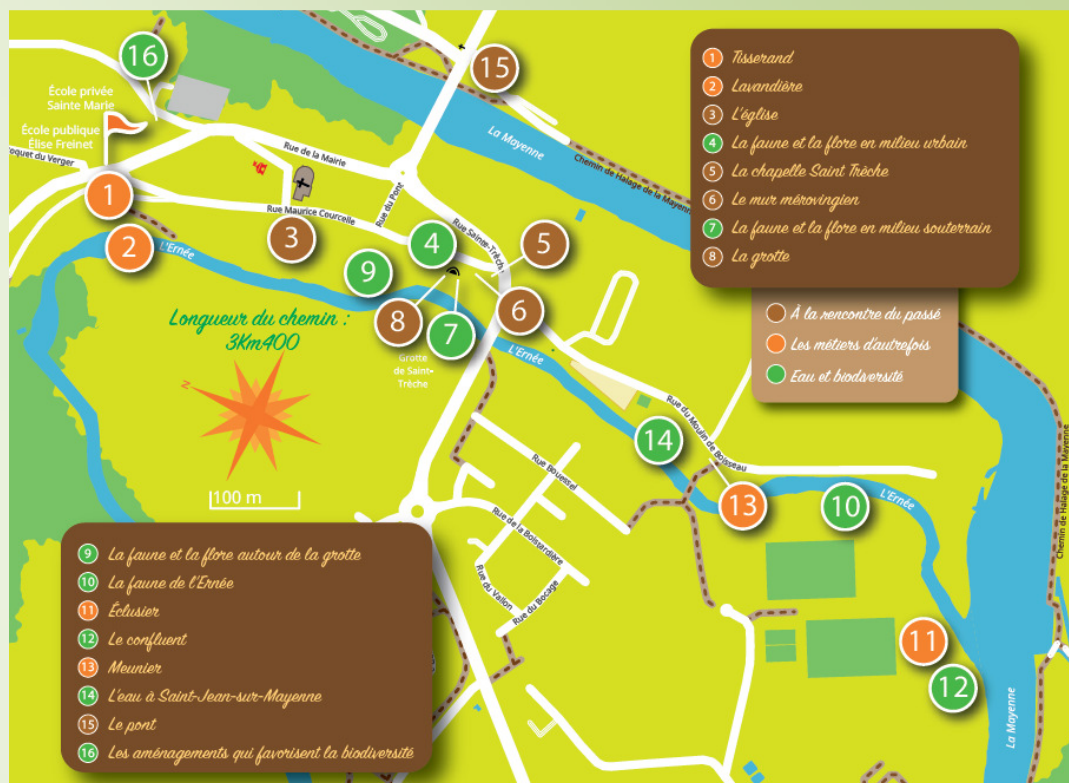 16
École privée
Sainte Marie
École publique
Élise Freinet
roquet du Verger
1
2
L'Ernée
Rue de la Mairie
Rue Maurice Courcelle
3
Rue du Pont
15
La Mayenne
Chemin de Halage de la Mayenne
Rue Sainte-Trèche
4
5
9
8
7
6
Grotte
de Saint-
Trèche
L'Ernée
Longueur du chemin :
3Km400
N
100 m
1 Tisserand
2 Lavandière
3 L'église
4 La faune et la flore en milieu urbain
5 La chapelle Saint Trèche
6 Le mur mérovingien
7 La faune et la flore en milieu souterrain
8 La grotte
À la rencontre du passé
Les métiers d'autrefois
Eau et biodiversité
14
Rue du Moulin de Boisseau
13
10
L'Ernée
Rue Bouessel
Rue de la Boissardière
Rue du Vallon
Rue du Bocage
Chemin de Halage de la Mayenne
11
12
La Mayenne
9 La faune et la flore autour de la grotte
10 La faune de l'Ernée
11 Éclusier
12 Le confluent
13 Meunier
14 L'eau à Saint-Jean-sur-Mayenne
15 Le pont
16 Les aménagements qui favorisent la biodiversité